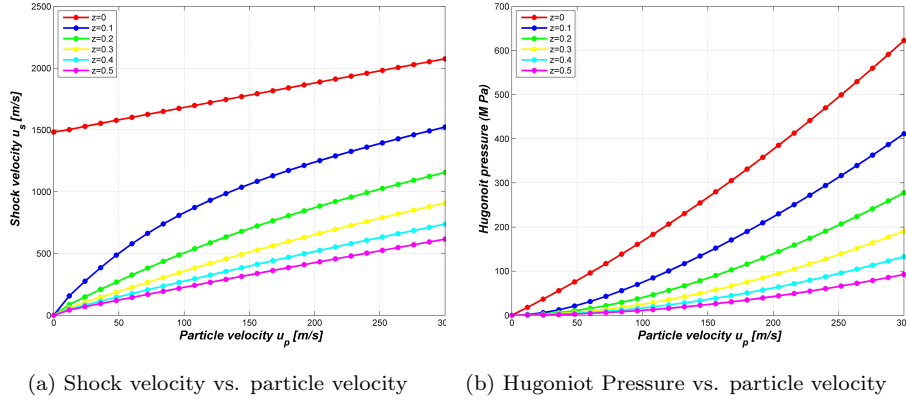 2500
2000
1500
1000
500
0
z=0
z=0.1
z=0.2
z=0.3
z=0.4
z=0.5
Shock velocity u_s [m/s]
0 50 100 150 200 250 300
Particle velocity u_p [m/s]
(a) Shock velocity vs. particle velocity
700
600
500
400
300
200
100
0
z=0
z=0.1
z=0.2
z=0.3
z=0.4
z=0.5
Hugonoit pressure (M Pa)
0 50 100 150 200 250 300
Particle velocity u_p [m/s]
(b) Hugoniot Pressure vs. particle velocity